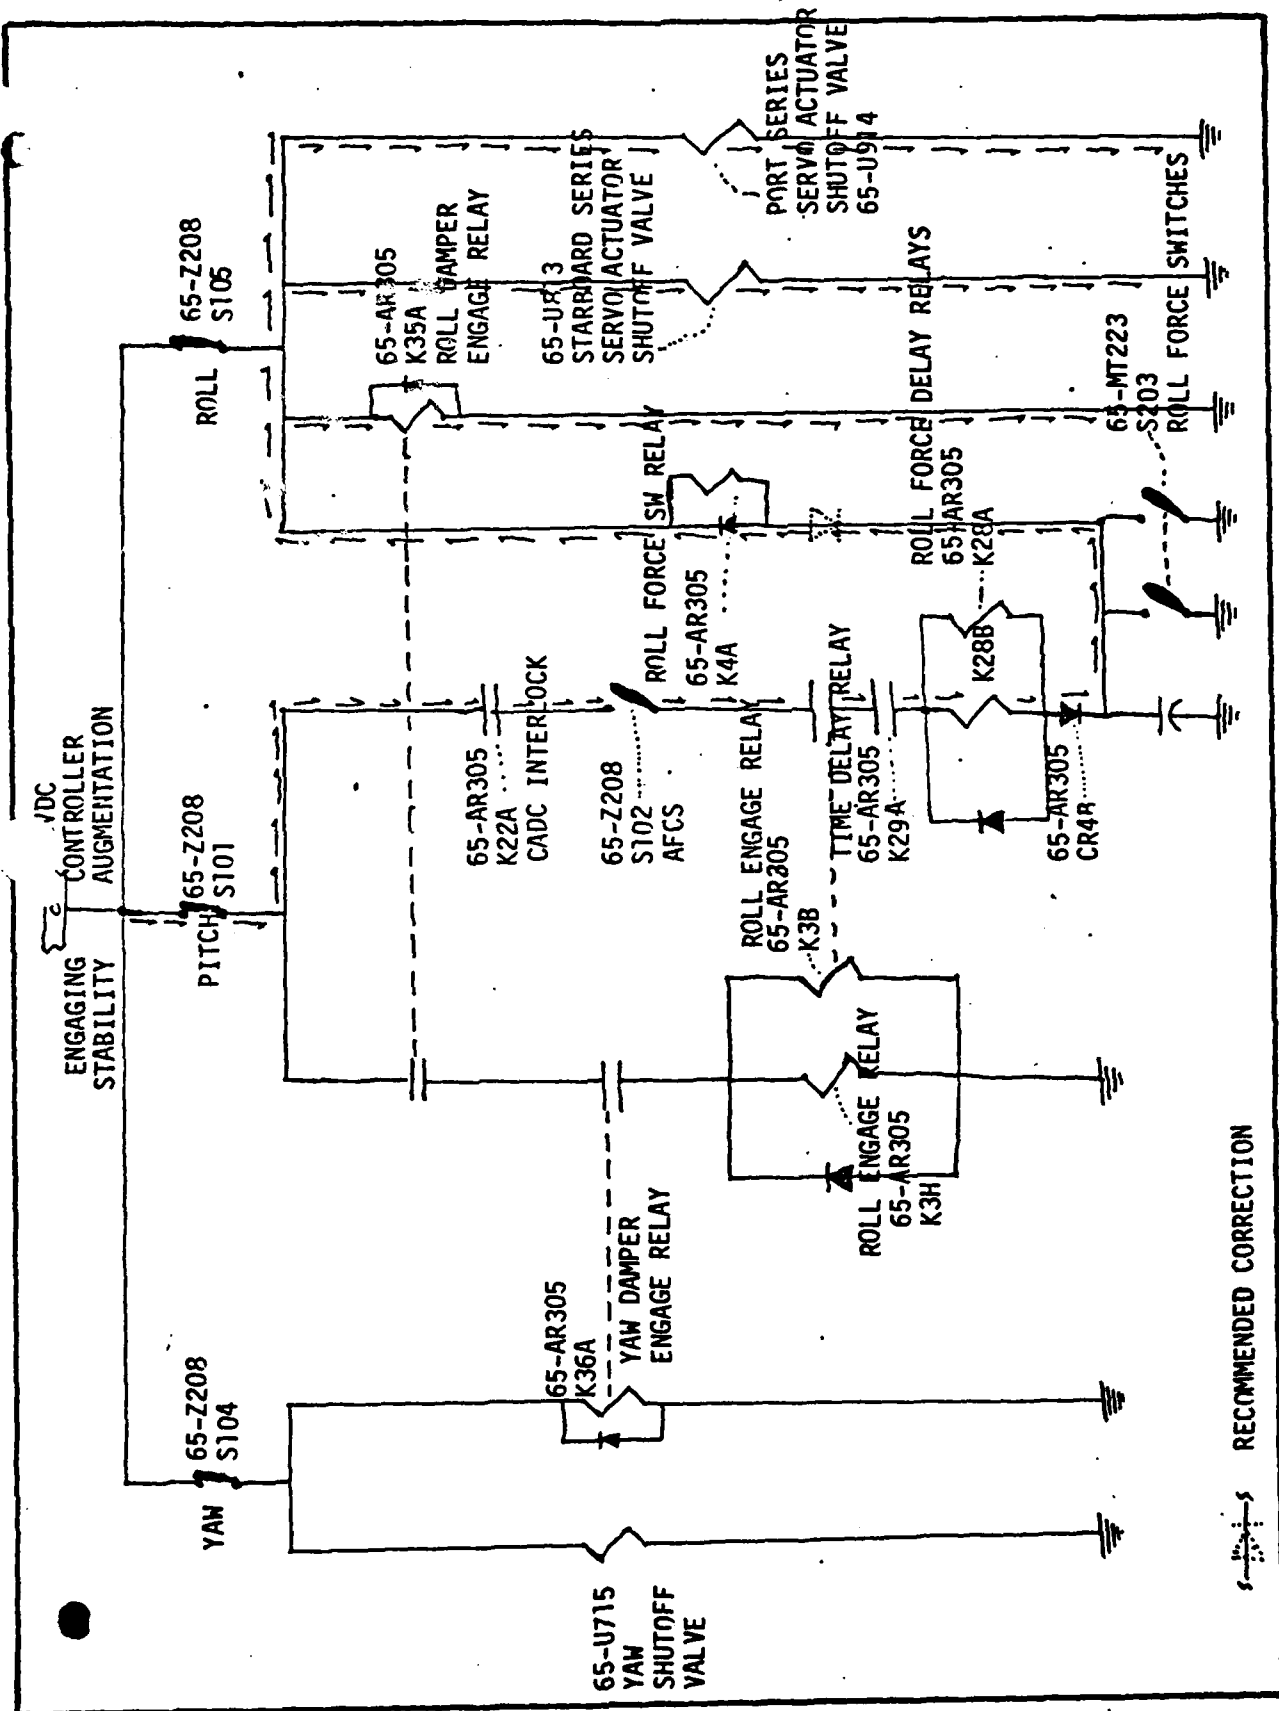 VDC
ENGAGING CONTROLLER
STABILITY AUGMENTATION
YAW
65-Z208
S104
PITCH
65-Z208
S101
ROLL
65-Z208
S105
65-AR305
K35A
ROLL DAMPER
ENGAGE RELAY
65-U813
STARBOARD SERIES
SERVO ACTUATOR
SHUTOFF VALVE
PORT SERIES
SERVO ACTUATOR
SHUTOFF VALVE
65-U914
65-AR305
K22A
CADC INTERLOCK
65-Z208
S102
AFCS
ROLL FORCE SW RELAY
65-AR305
K4A
65-AR305
K36A
YAW DAMPER
ENGAGE RELAY
65-U715
YAW
SHUTOFF
VALVE
ROLL ENGAGE RELAY
65-AR305
K3B
ROLL ENGAGE RELAY
65-AR305
K3H
TIME DELAY RELAY
65-AR305
K29A
ROLL FORCE DELAY RELAYS
65-AR305
K28A
K28B
65-AR305
CR4B
65-MT223
S203
ROLL FORCE SWITCHES
S S RECOMMENDED CORRECTION